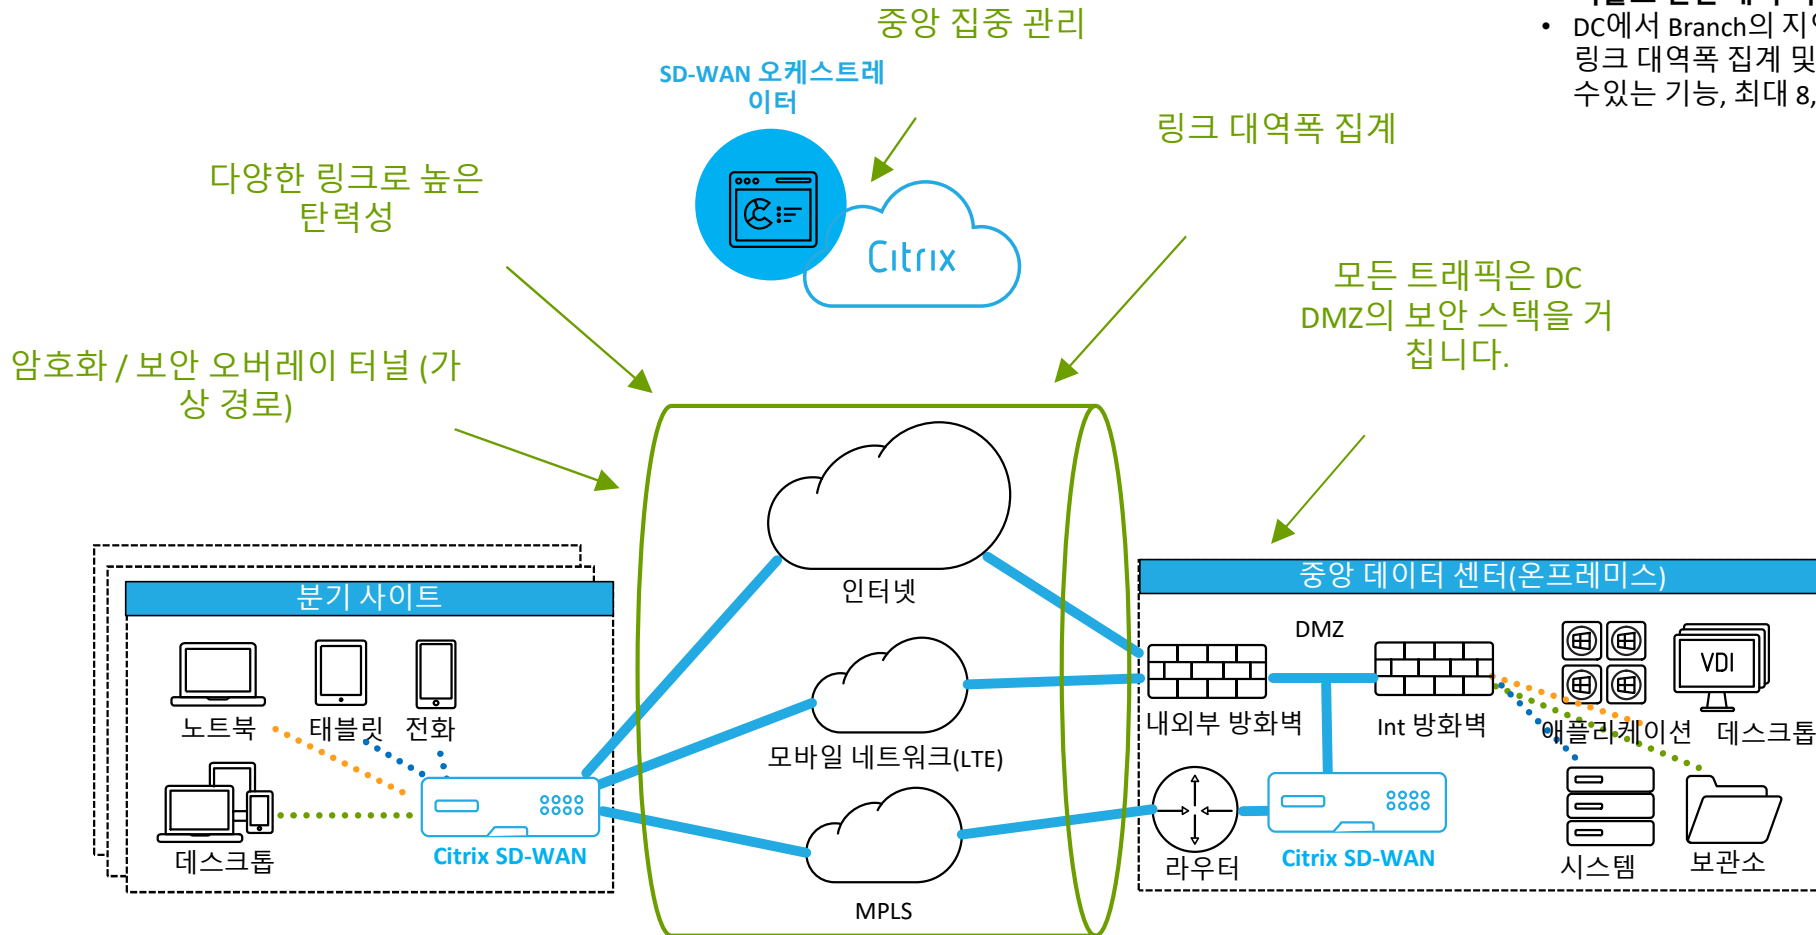 중앙 집중 관리
SD-WAN 오케스트레
이터
• DC에서 Branch의
링크 대역폭 집계 및
수있는 기능, 최대 8,
링크 대역폭 집계
다양한 링크로 높은
탄력성
Citrix
모든 트래픽은 DC
DMZ의 보안 스택을 거
칩니다.
암호화 / 보안 오버레이 터널 (가
상 경로)
분기 사이트
노트북
태블릿
전화
데스크톱
Citrix SD-WAN
인터넷
모바일 네트워크(LTE)
MPLS
중앙 데이터 센터(온프레미스)
DMZ
내외부 방화벽
Int 방화벽
애플리케이션
VDI
데스크톱
라우터
Citrix SD-WAN
시스템
보관소